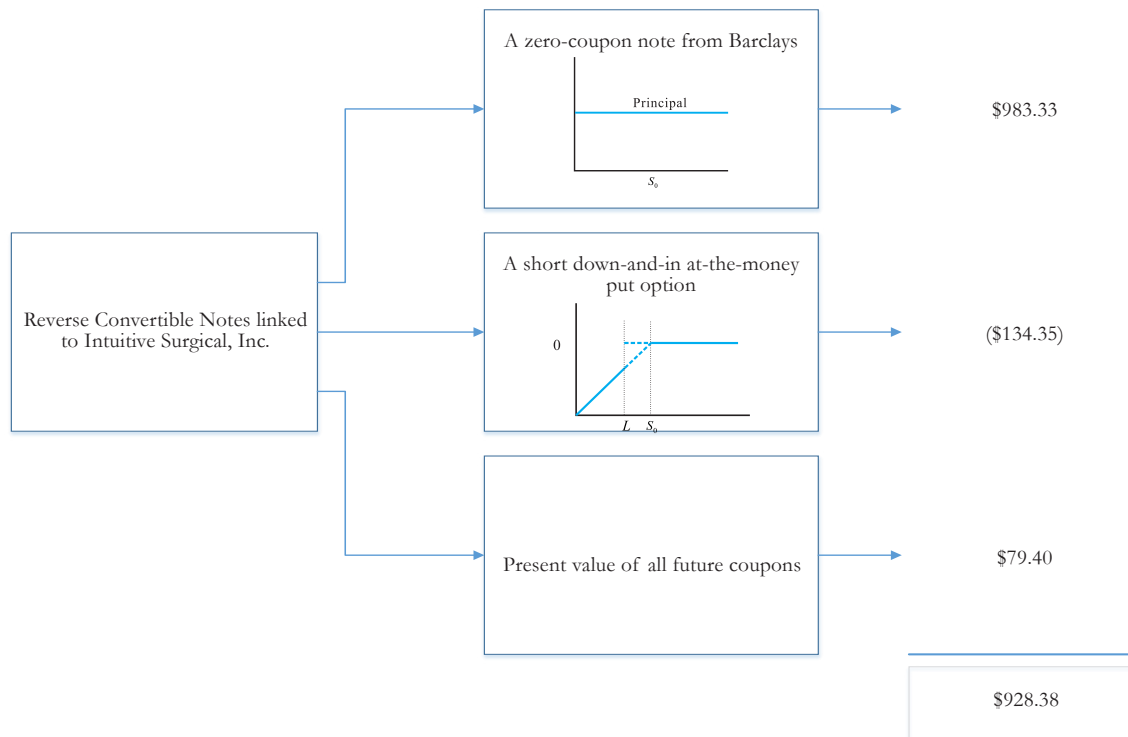 A zero-coupon note from Barclays
Principal
S0
$983.33
Reverse Convertible Notes linked
to Intuitive Surgical, Inc.
A short down-and-in at-the-money
put option
0
L S0
($134.35)
Present value of all future coupons
$79.40
$928.38